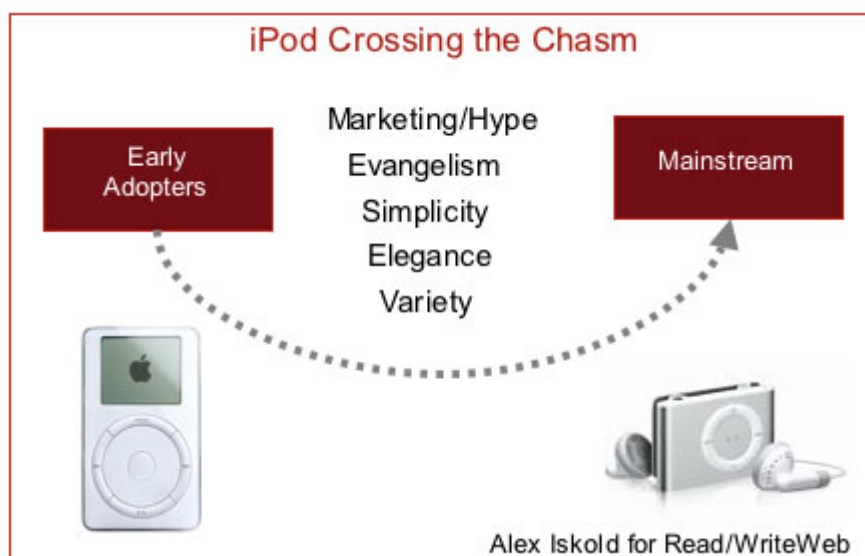 iPod Crossing the Chasm
Early
Adopters
Marketing/Hype
Evangelism
Simplicity
Elegance
Variety
Mainstream
Alex Iskold for Read/WriteWeb